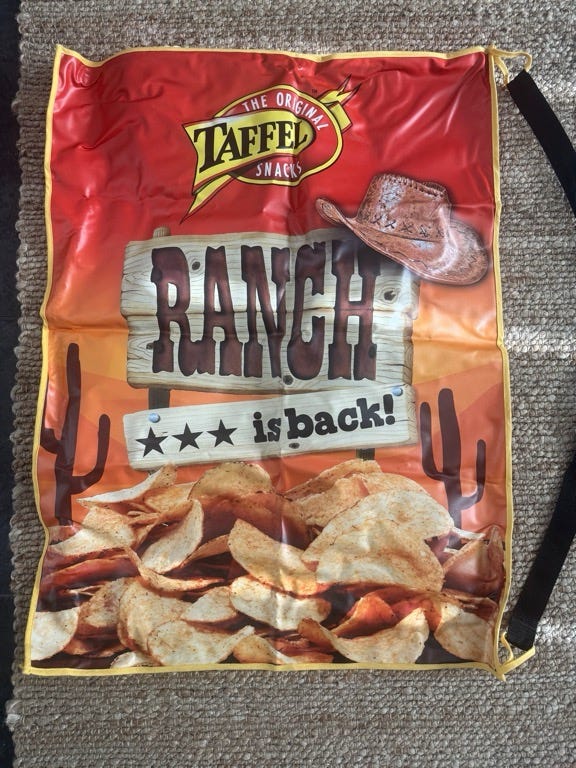 THE ORIGINAL
TAFFEL
SNACKS
RANCH
★★★ is back!